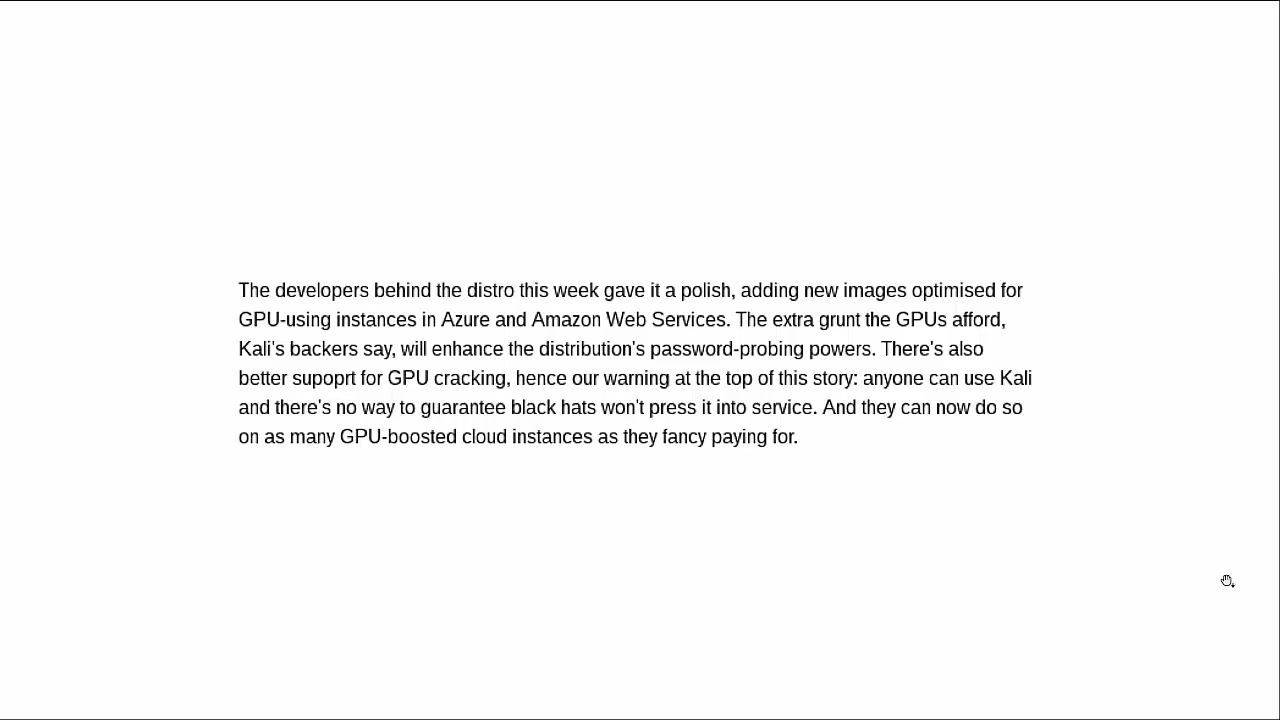 The developers behind the distro this week gave it a polish, adding new images optimised for
GPU-using instances in Azure and Amazon Web Services. The extra grunt the GPUs afford,
Kali's backers say, will enhance the distribution's password-probing powers. There's also
better supoprt for GPU cracking, hence our warning at the top of this story: anyone can use Kali
and there's no way to guarantee black hats won't press it into service. And they can now do so
on as many GPU-boosted cloud instances as they fancy paying for.